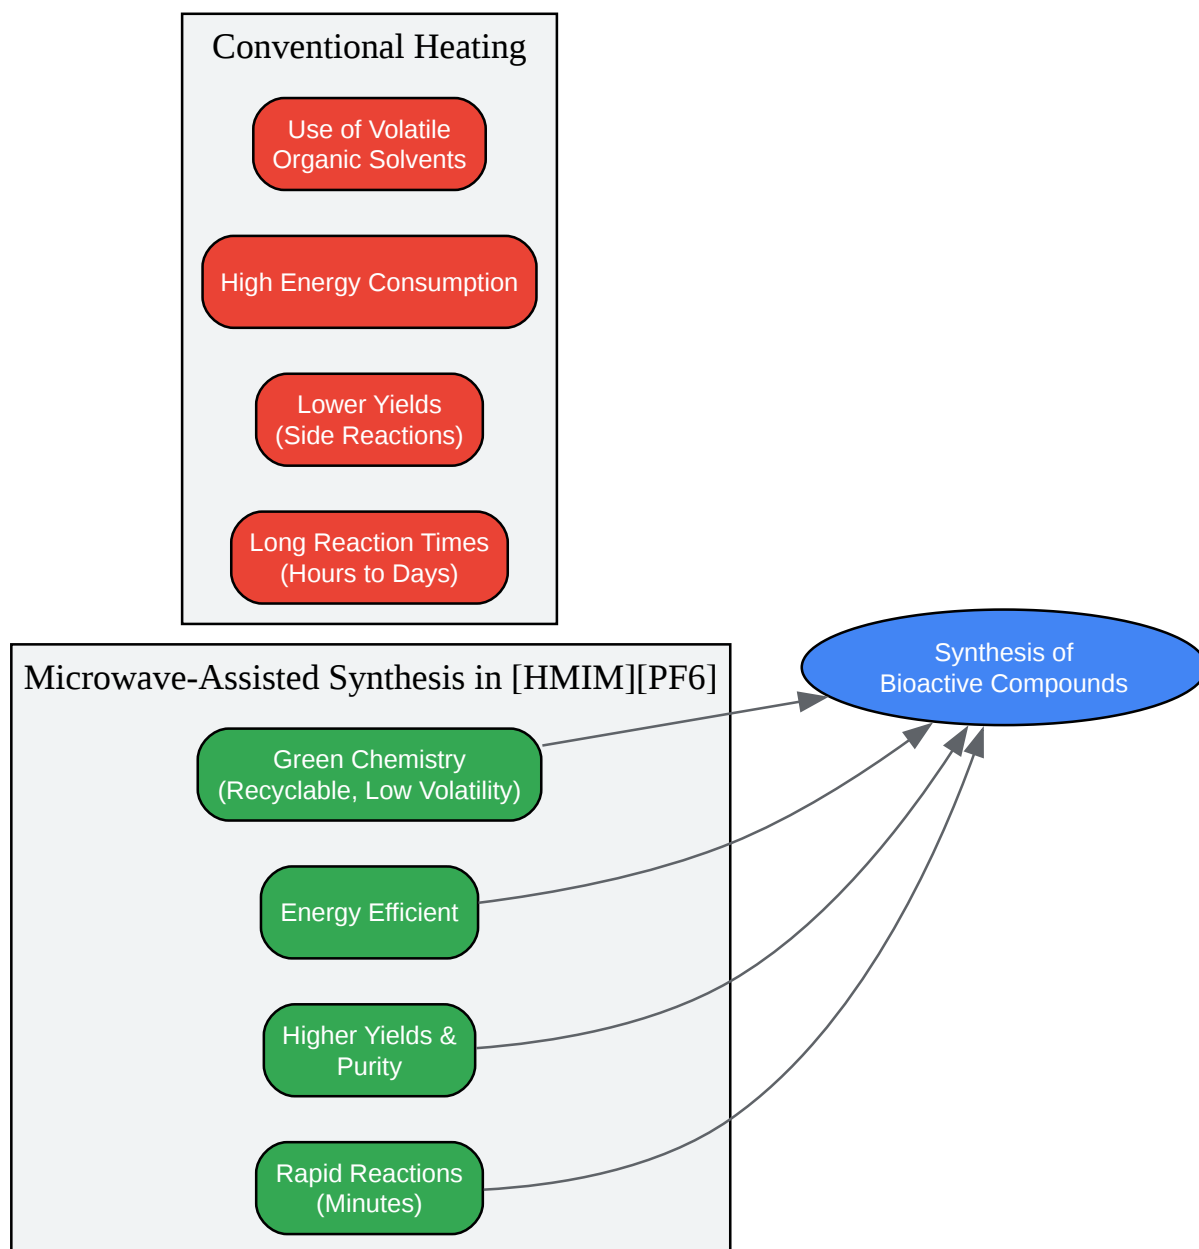 Conventional Heating
Use of Volatile
Organic Solvents
High Energy Consumption
Lower Yields
(Side Reactions)
Long Reaction Times
(Hours to Days)
Microwave-Assisted Synthesis in [HMIM][PF6]
Green Chemistry
(Recyclable, Low Volatility)
Energy Efficient
Higher Yields &
Purity
Rapid Reactions
(Minutes)
Synthesis of
Bioactive Compounds